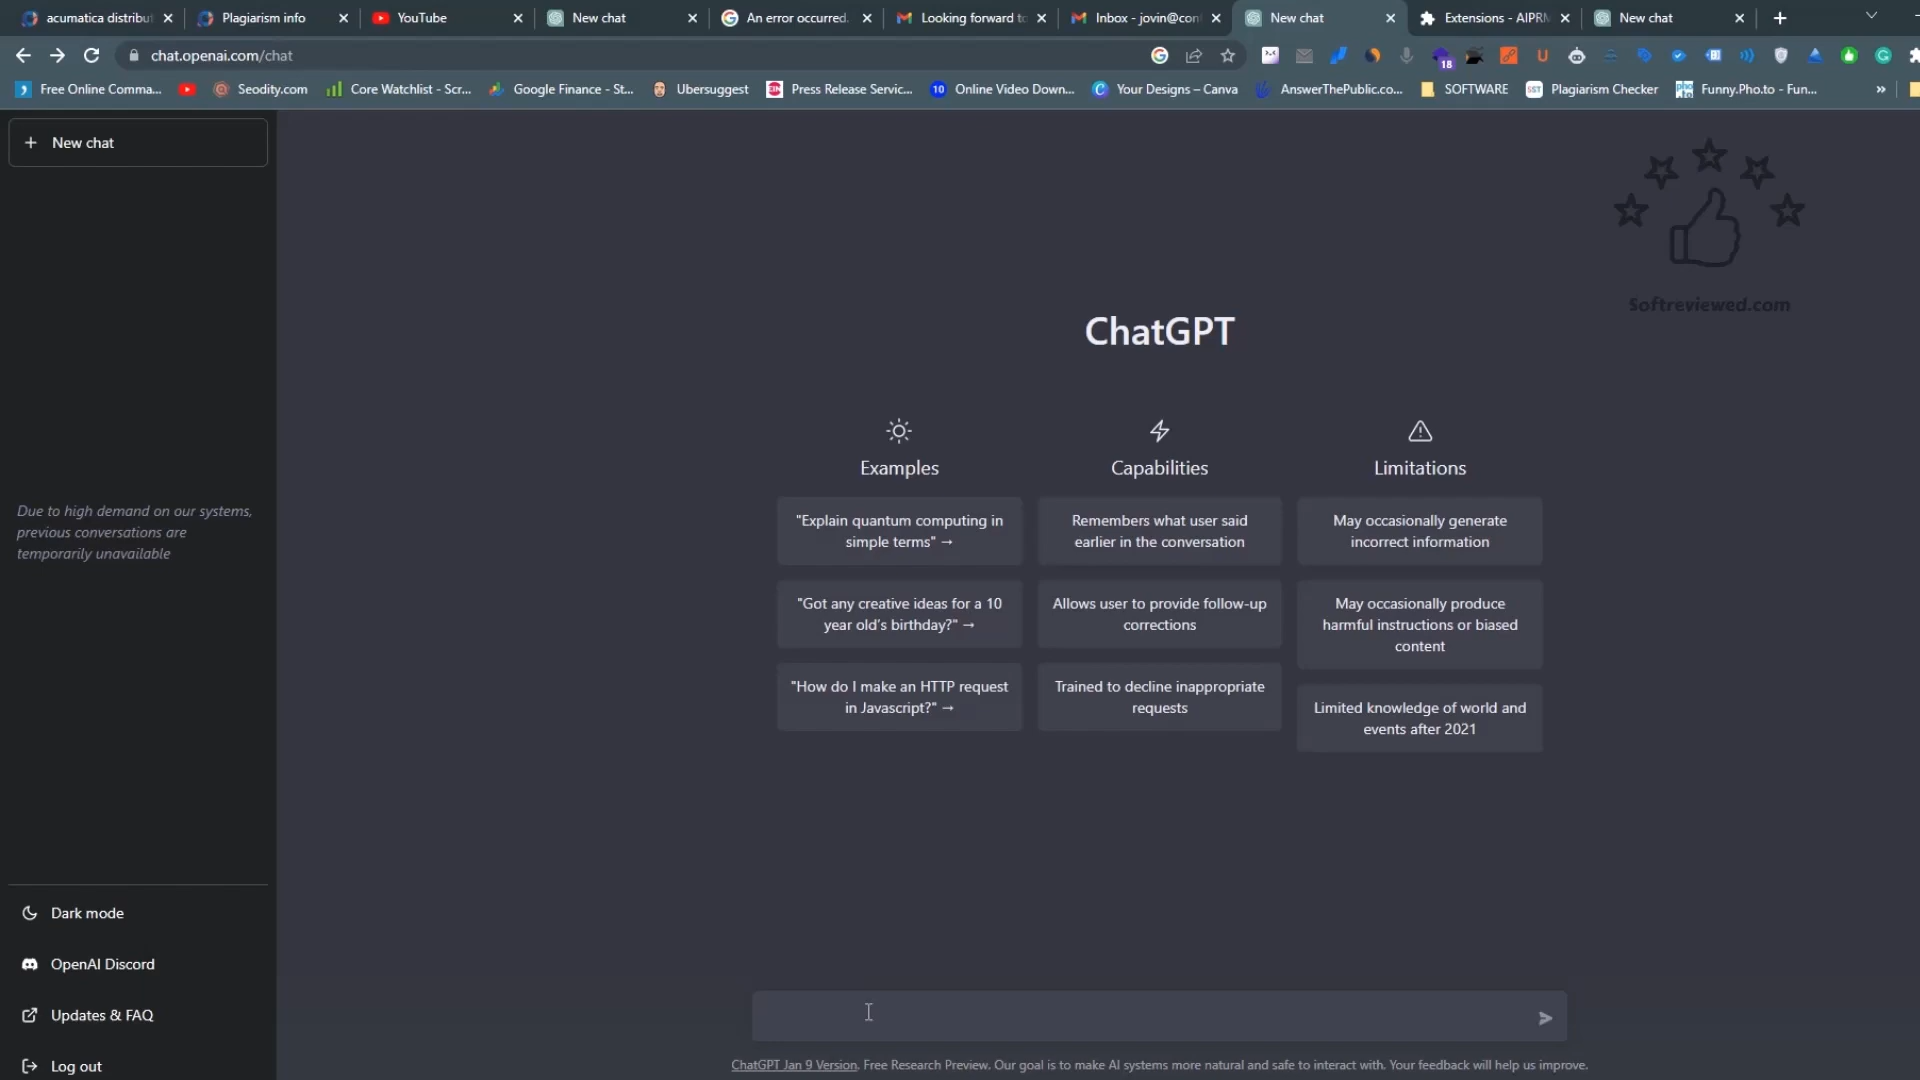 acumatica distribut
Plagiarism info
YouTube
New chat
An error occurred.
Looking forward to
Inbox - jovin@con
New chat
Extensions - AIPRM
New chat
chat.openai.com/chat
18
Free Online Comma...
Seodity.com
Core Watchlist - Scr...
Google Finance - St...
Ubersuggest
Press Release Servic...
10 Online Video Down...
Your Designs – Canva
AnswerThePublic.co...
SOFTWARE
SST Plagiarism Checker
pho.to Funny.Pho.to - Fun...
»
+ New chat
Softreviewed.com
ChatGPT
Examples
Capabilities
Limitations
"Explain quantum computing in
simple terms" →
Remembers what user said
earlier in the conversation
May occasionally generate
incorrect information
"Got any creative ideas for a 10
year old's birthday?" →
Allows user to provide follow-up
corrections
May occasionally produce
harmful instructions or biased
content
"How do I make an HTTP request
in Javascript?" →
Trained to decline inappropriate
requests
Limited knowledge of world and
events after 2021
Due to high demand on our systems,
previous conversations are
temporarily unavailable
Dark mode
OpenAI Discord
Updates & FAQ
Log out
ChatGPT Jan 9 Version. Free Research Preview. Our goal is to make AI systems more natural and safe to interact with. Your feedback will help us improve.